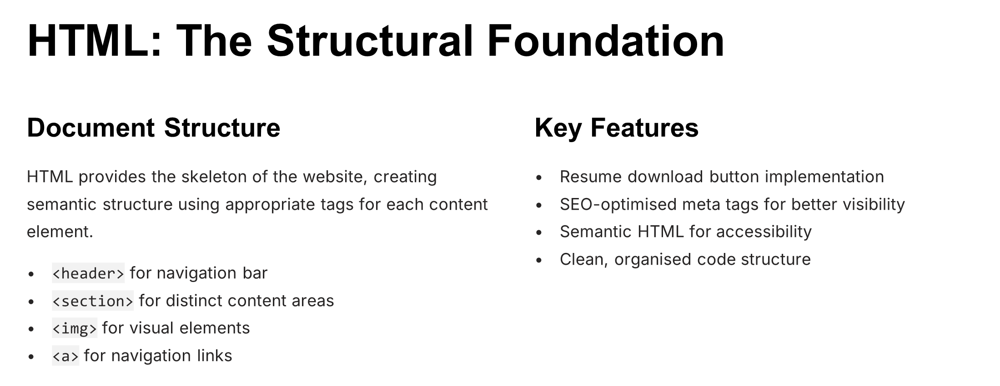 HTML: The Structural Foundation
Document Structure
HTML provides the skeleton of the website, creating
semantic structure using appropriate tags for each content
element.
• <header> for navigation bar
• <section> for distinct content areas
• <img> for visual elements
• <a> for navigation links
Key Features
• Resume download button implementation
• SEO-optimised meta tags for better visibility
• Semantic HTML for accessibility
• Clean, organised code structure